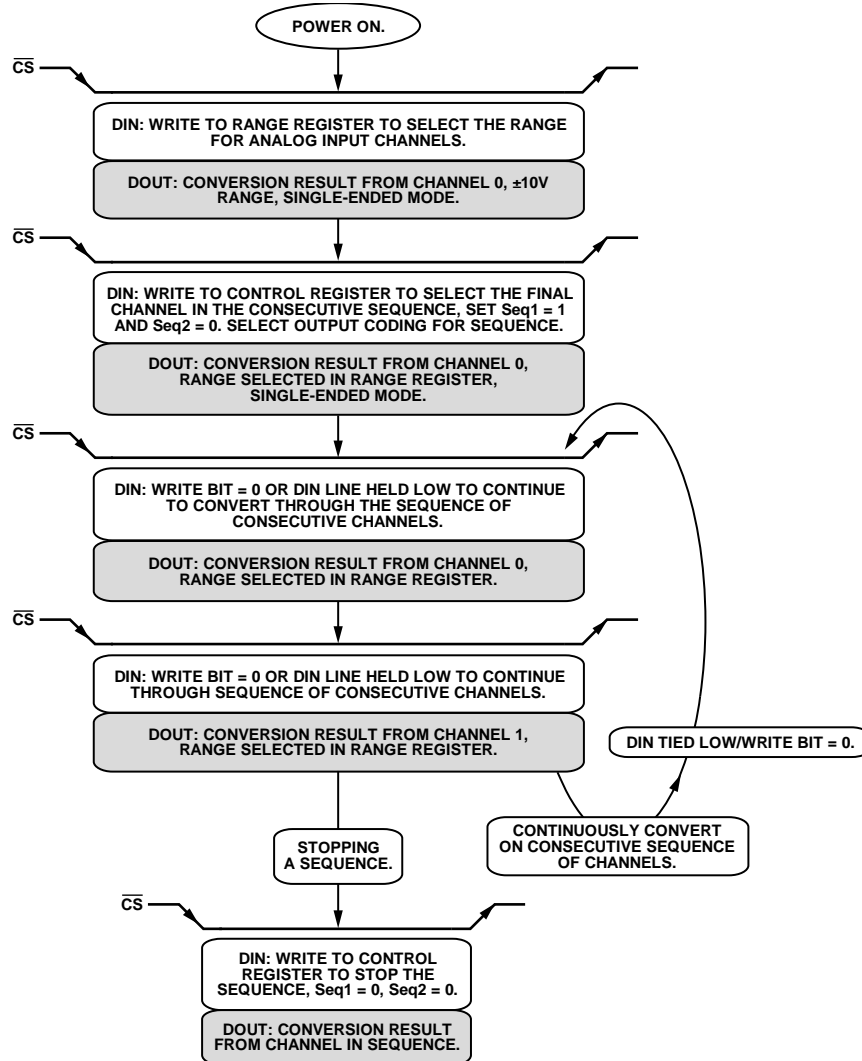 POWER ON.
CS
DIN: WRITE TO RANGE REGISTER TO SELECT THE RANGE
FOR ANALOG INPUT CHANNELS.
DOUT: CONVERSION RESULT FROM CHANNEL 0, ±10V
RANGE, SINGLE-ENDED MODE.
CS
DIN: WRITE TO CONTROL REGISTER TO SELECT THE FINAL
CHANNEL IN THE CONSECUTIVE SEQUENCE, SET Seq1 = 1
AND Seq2 = 0. SELECT OUTPUT CODING FOR SEQUENCE.
DOUT: CONVERSION RESULT FROM CHANNEL 0,
RANGE SELECTED IN RANGE REGISTER,
SINGLE-ENDED MODE.
CS
DIN: WRITE BIT = 0 OR DIN LINE HELD LOW TO CONTINUE
TO CONVERT THROUGH THE SEQUENCE OF
CONSECUTIVE CHANNELS.
DOUT: CONVERSION RESULT FROM CHANNEL 0,
RANGE SELECTED IN RANGE REGISTER.
CS
DIN: WRITE BIT = 0 OR DIN LINE HELD LOW TO CONTINUE
THROUGH SEQUENCE OF CONSECUTIVE CHANNELS.
DOUT: CONVERSION RESULT FROM CHANNEL 1,
RANGE SELECTED IN RANGE REGISTER.
DIN TIED LOW/WRITE BIT = 0.
CONTINUOUSLY CONVERT
ON CONSECUTIVE SEQUENCE
OF CHANNELS.
STOPPING
A SEQUENCE.
CS
DIN: WRITE TO CONTROL
REGISTER TO STOP THE
SEQUENCE, Seq1 = 0, Seq2 = 0.
DOUT: CONVERSION RESULT
FROM CHANNEL IN SEQUENCE.